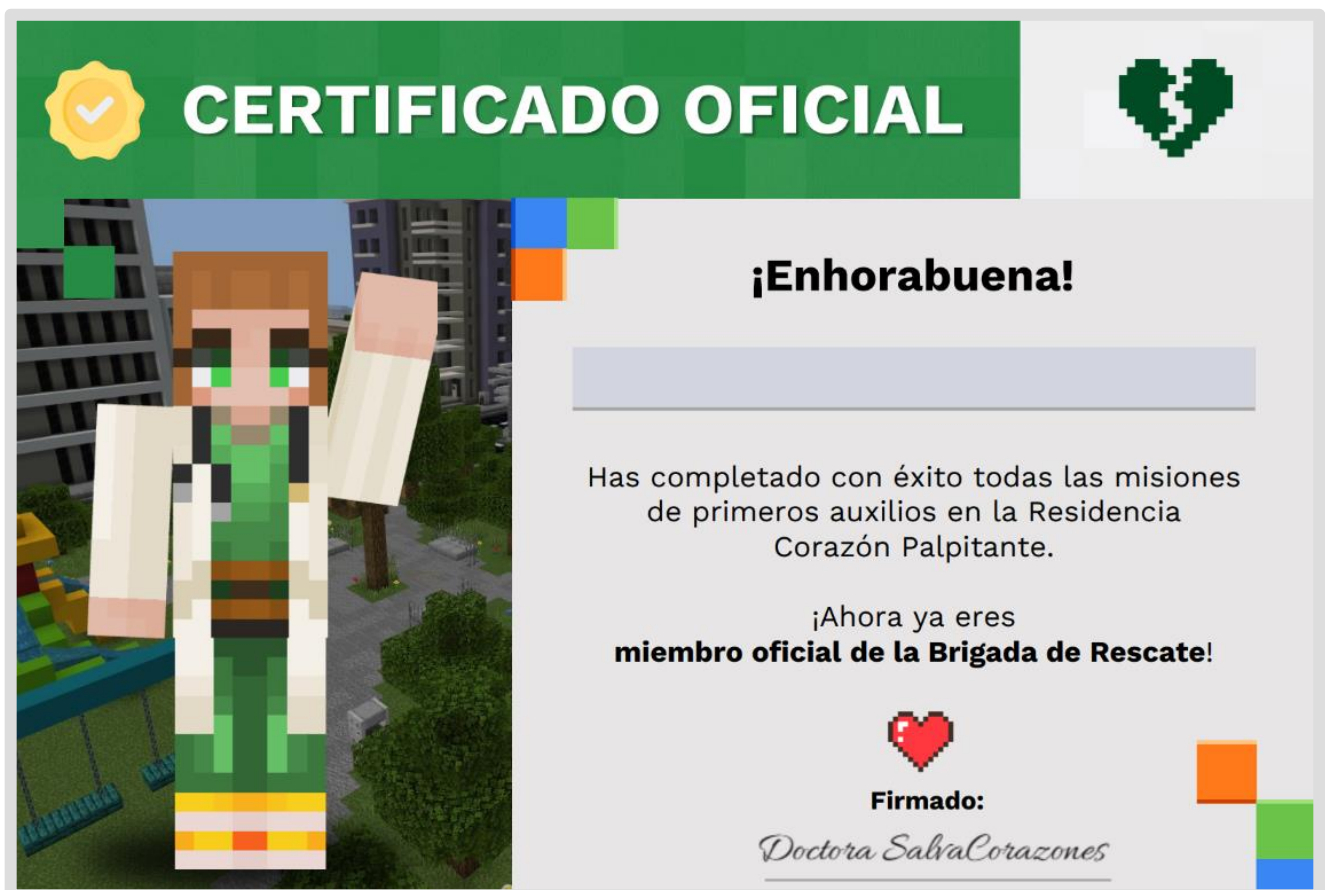 CERTIFICADO OFICIAL
¡Enhorabuena!
Has completado con éxito todas las misiones
de primeros auxilios en la Residencia
Corazón Palpitante.
¡Ahora ya eres
miembro oficial de la Brigada de Rescate!
Firmado:
Doctora SalvaCorazones